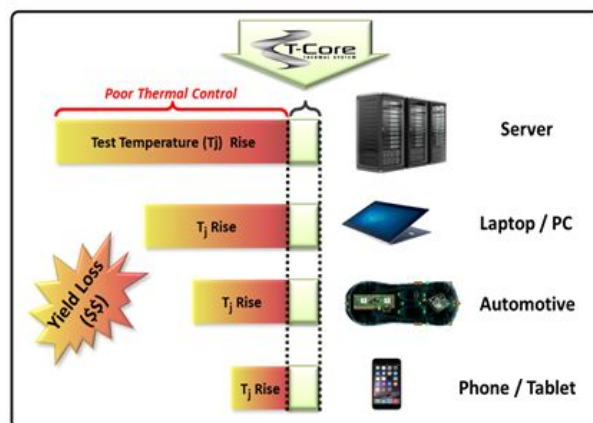 T-Core
THERMAL SYSTEM
Poor Thermal Control
Test Temperature (Tj) Rise
Server
Tj Rise
Laptop / PC
Yield Loss
($$)
Tj Rise
Automotive
Tj Rise
Phone / Tablet